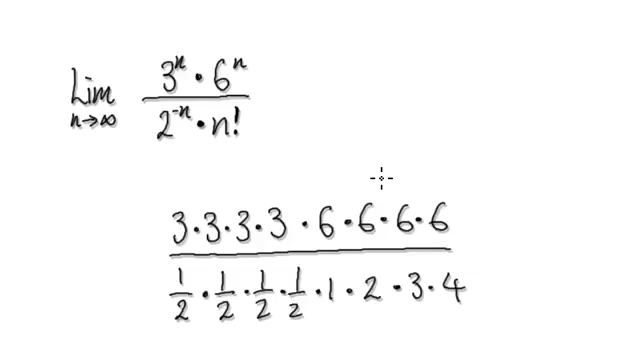 Lim n→∞ 3^n · 6^n / 2^-n · n!
3 · 3 · 3 · 3 · 6 · 6 · 6 · 6
1/2 · 1/2 · 1/2 · 1/2 · 1 · 2 · 3 · 4